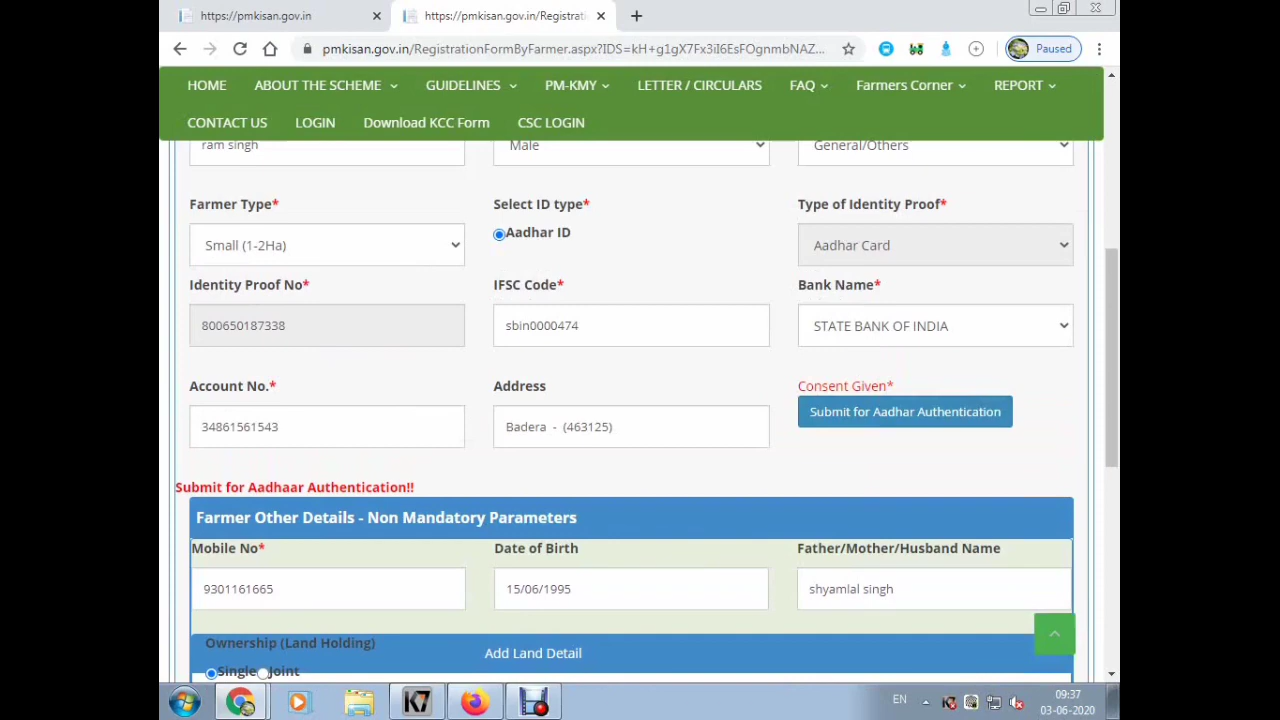 https://pmkisan.gov.in
https://pmkisan.gov.in/Registrati
pmkisan.gov.in/RegistrationFormByFarmer.aspx?IDS=kH+g1gX7Fx3iI6EsFOgnmbNAZ...
Paused
HOME ABOUT THE SCHEME GUIDELINES PM-KMY LETTER / CIRCULARS FAQ Farmers Corner REPORT
CONTACT US LOGIN Download KCC Form CSC LOGIN
ram singh Male General/Others
Farmer Type* Select ID type* Type of Identity Proof*
Aadhar ID
Small (1-2Ha) Aadhar Card
Identity Proof No* IFSC Code* Bank Name*
800650187338 sbin0000474 STATE BANK OF INDIA
Account No.* Address Consent Given*
Submit for Aadhar Authentication
34861561543 Badera - (463125)
Submit for Aadhaar Authentication!!
Farmer Other Details - Non Mandatory Parameters
Mobile No* Date of Birth Father/Mother/Husband Name
9301161665 15/06/1995 shyamlal singh
Ownership (Land Holding)
Add Land Detail
Single Joint
K7
EN
09:37
03-06-2020